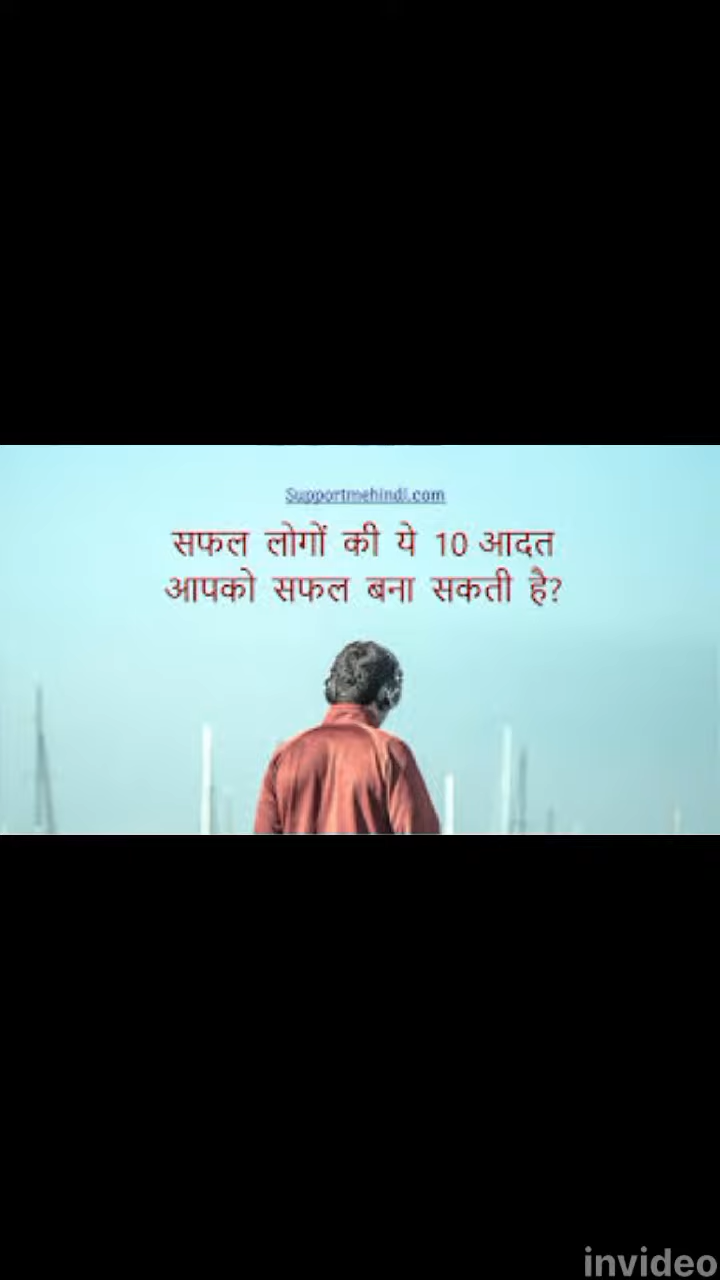 Supportmehindi.com
सफल लोगों की ये 10 आदत
आपको सफल बना सकती है?
invideo